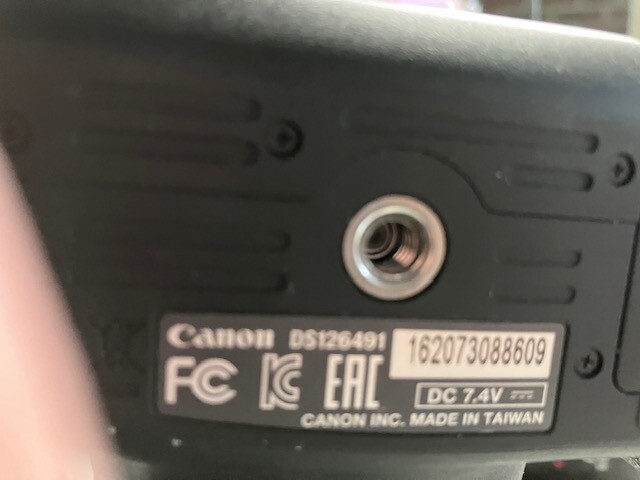 Canon DS126491 162073088609
FC KC EAC DC 7.4V
CANON INC. MADE IN TAIWAN